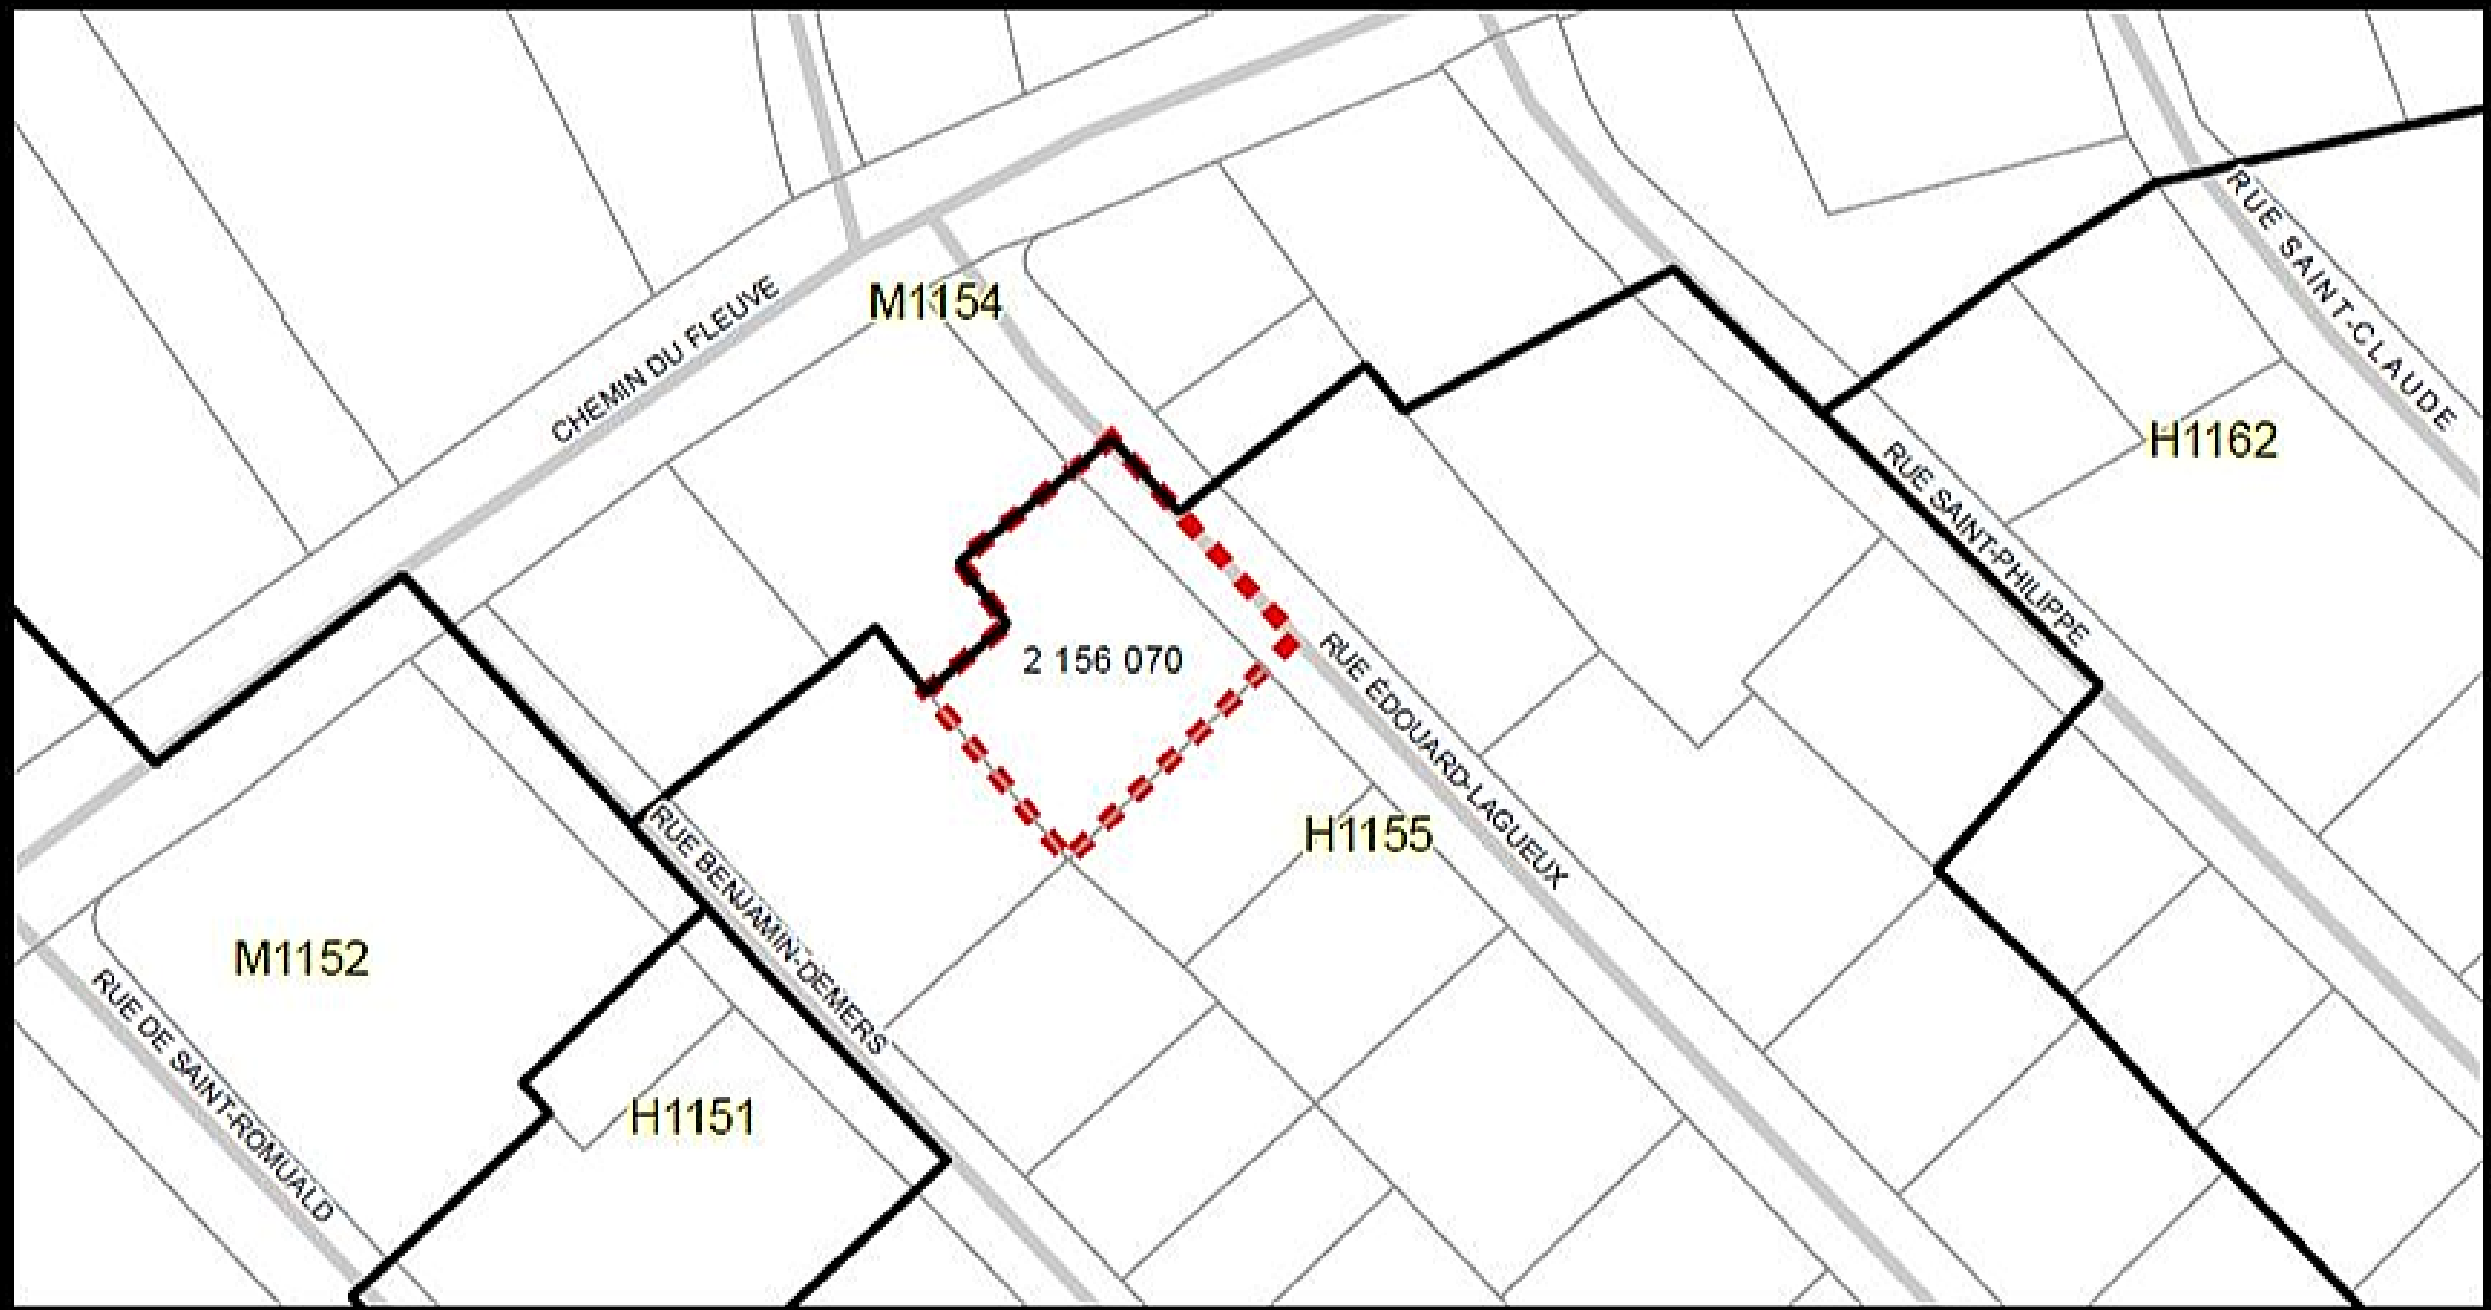 RUE SAINT-CLAUDE
M1154
CHEMIN DU FLEUVE
H1162
RUE SAINT-PHILIPPE
2 156 070
RUE ÉDOUARD-LAGUEUX
H1155
RUE BENJAMIN-DEMERS
M1152
RUE DE SAINT-ROMUALD
H1151